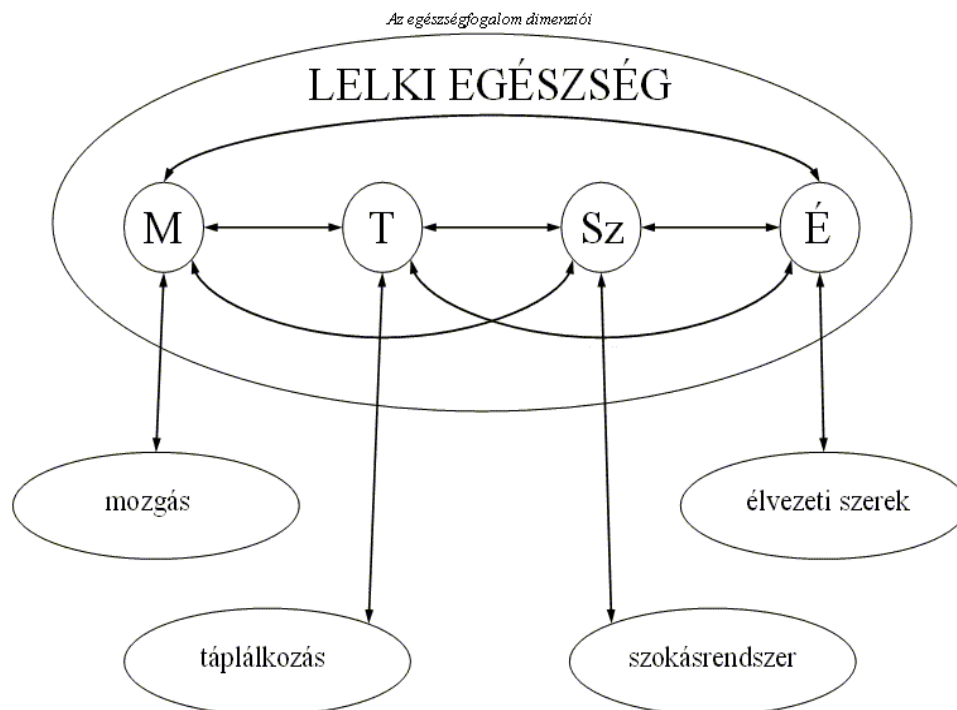 Az egészségfogalom dimenziói
LELKI EGÉSZSÉG
M T Sz É
mozgás élvezeti szerek
táplálkozás szokásrendszer